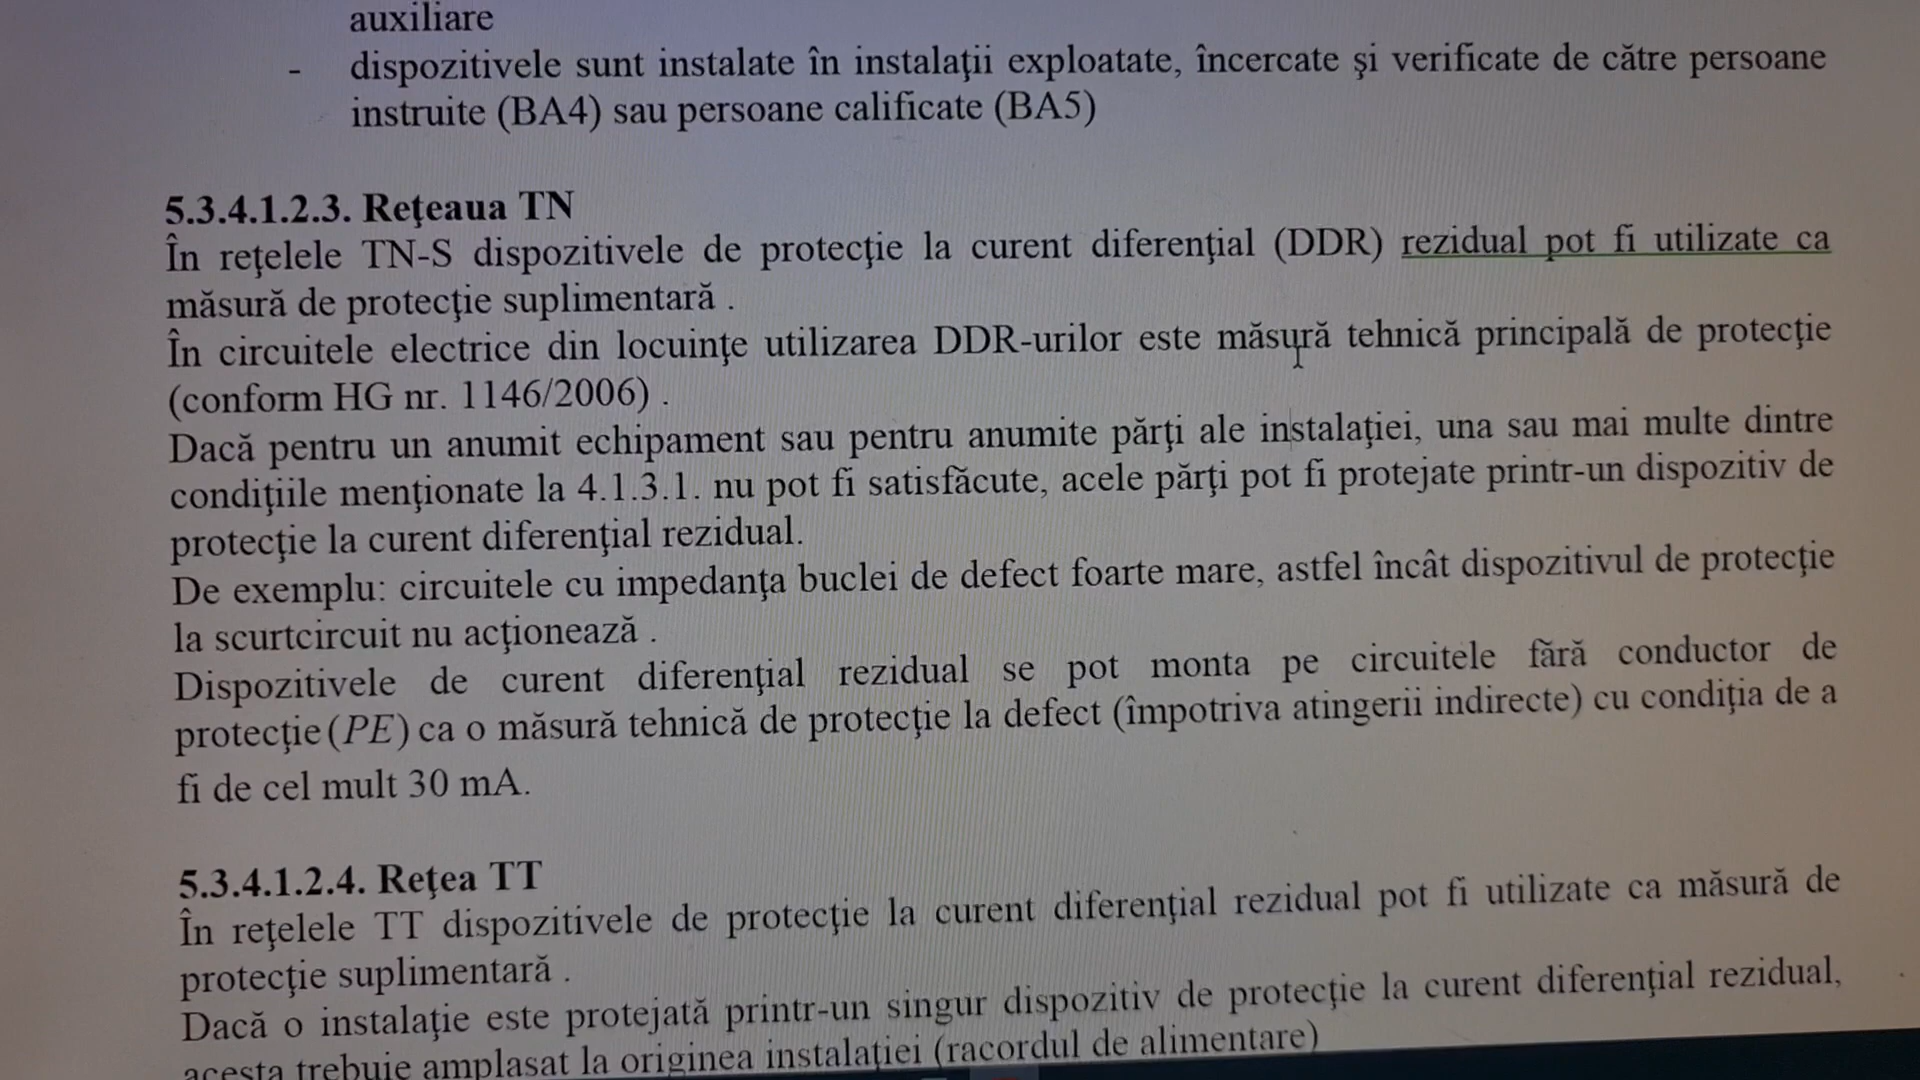 auxiliare
- dispozitivele sunt instalate în instalaţii exploatate, încercate şi verificate de către persoane
instruite (BA4) sau persoane calificate (BA5)
5.3.4.1.2.3. Reţeaua TN
În reţelele TN-S dispozitivele de protecţie la curent diferenţial (DDR) rezidual pot fi utilizate ca
măsură de protecţie suplimentară .
În circuitele electrice din locuinţe utilizarea DDR-urilor este măsură tehnică principală de protecţie
(conform HG nr. 1146/2006) .
Dacă pentru un anumit echipament sau pentru anumite părţi ale instalaţiei, una sau mai multe dintre
condiţiile menţionate la 4.1.3.1. nu pot fi satisfăcute, acele părţi pot fi protejate printr-un dispozitiv de
protecţie la curent diferenţial rezidual.
De exemplu: circuitele cu impedanţa buclei de defect foarte mare, astfel încât dispozitivul de protecţie
la scurtcircuit nu acţionează .
Dispozitivele de curent diferenţial rezidual se pot monta pe circuitele fără conductor de
protecţie (PE) ca o măsură tehnică de protecţie la defect (împotriva atingerii indirecte) cu condiţia de a
fi de cel mult 30 mA.
5.3.4.1.2.4. Reţea TT
În reţelele TT dispozitivele de protecţie la curent diferenţial rezidual pot fi utilizate ca măsură de
protecţie suplimentară .
Dacă o instalaţie este protejată printr-un singur dispozitiv de protecţie la curent diferenţial rezidual,
acesta trebuie amplasat la originea instalaţiei (racordul de alimentare)